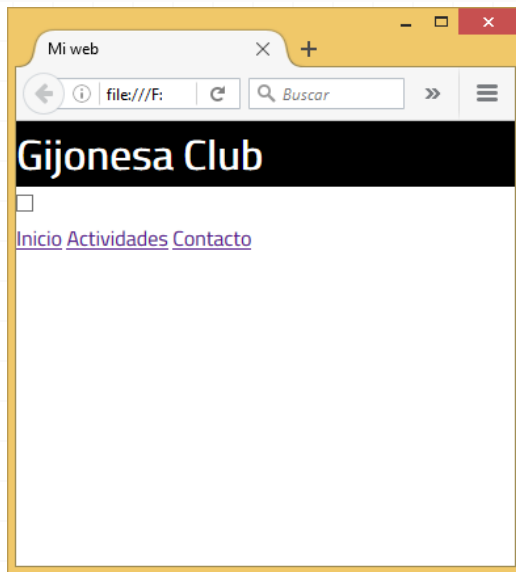 Mi web
file:///F:
Buscar
Gijonesa Club
Inicio Actividades Contacto